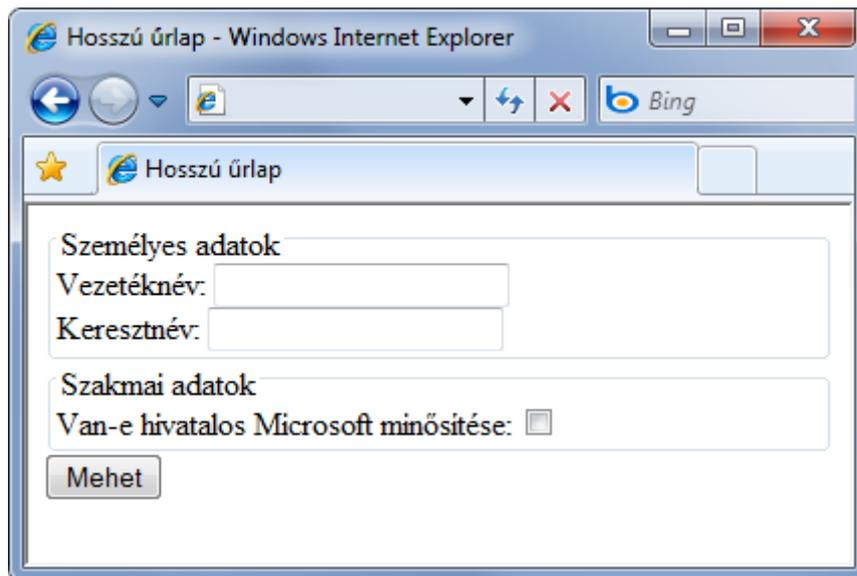 Hosszú űrlap - Windows Internet Explorer
Bing
Hosszú űrlap
Személyes adatok
Vezetéknév:
Keresztnév:
Szakmai adatok
Van-e hivatalos Microsoft minősítése:
Mehet